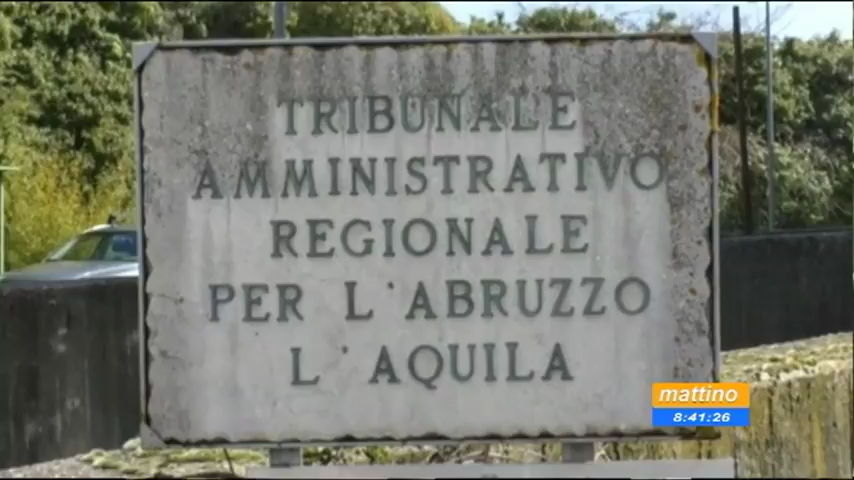 TRIBUNALE
AMMINISTRATIVO
REGIONALE
PER L'ABRUZZO
L'AQUILA
mattino
8:41:26